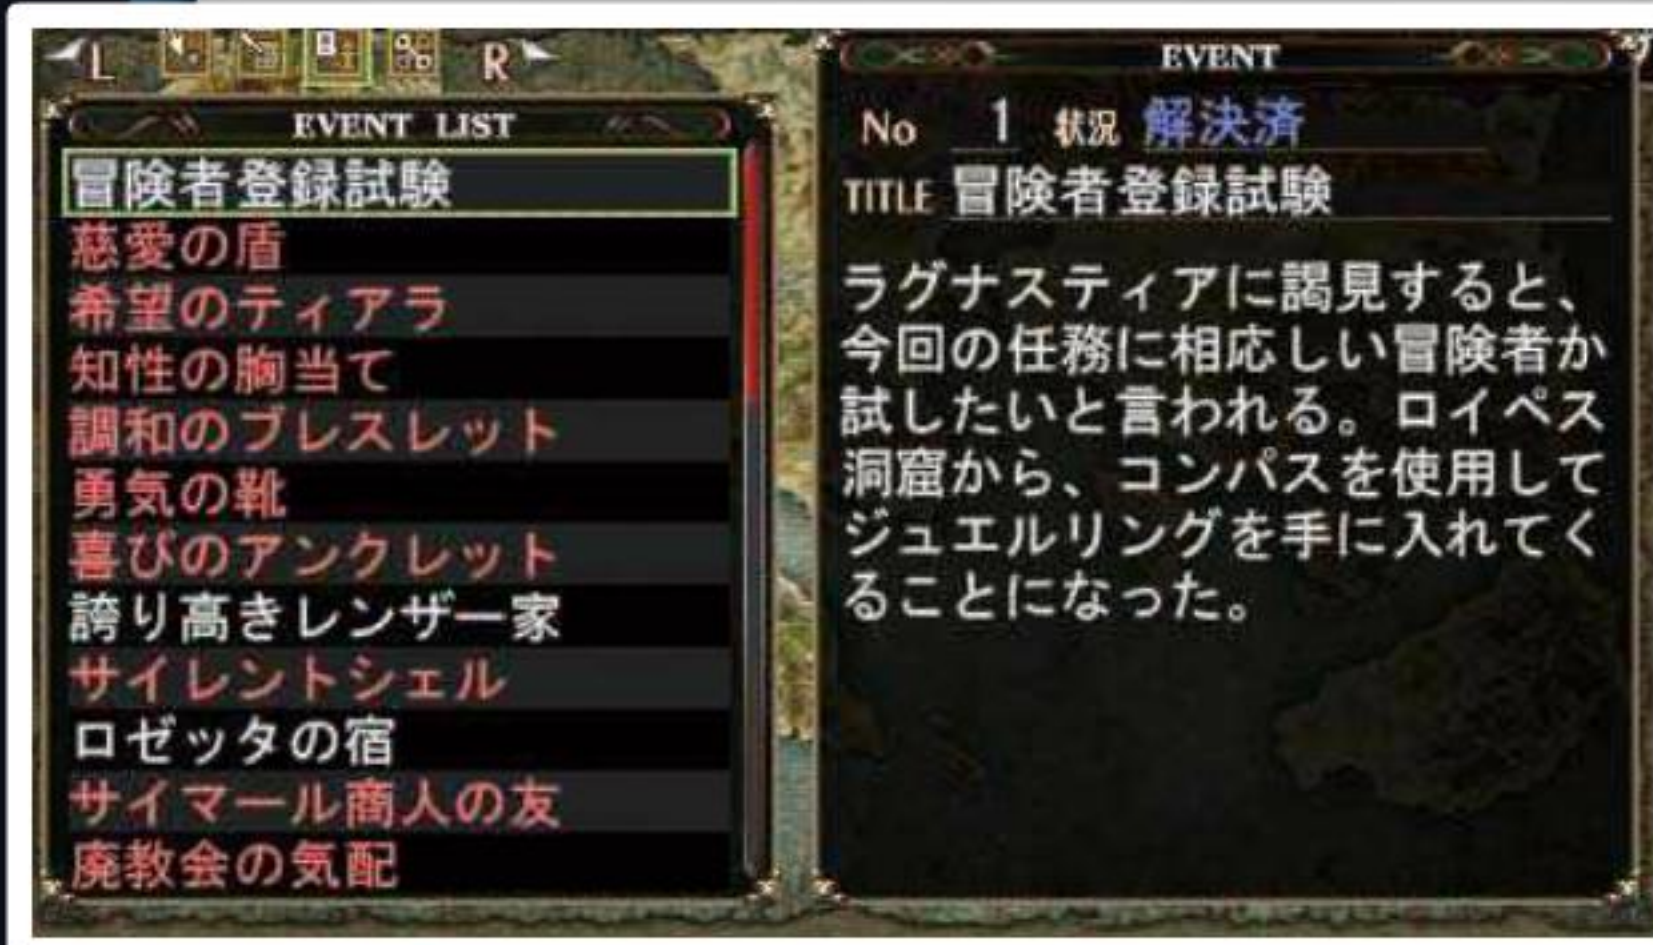 L R
EVENT LIST
冒険者登録試験
慈愛の盾
希望のティアラ
知性の胸当て
調和のブレスレット
勇気の靴
喜びのアンクレット
誇り高きレンザー家
サイレントシェル
ロゼッタの宿
サイマール商人の友
廃教会の気配
EVENT
No 1 状況 解決済
TITLE 冒険者登録試験
ラグナスティアに謁見すると、
今回の任務に相応しい冒険者か
試したいと言われる。ロイペス
洞窟から、コンパスを使用して
ジュエルリングを手に入れてく
ることになった。